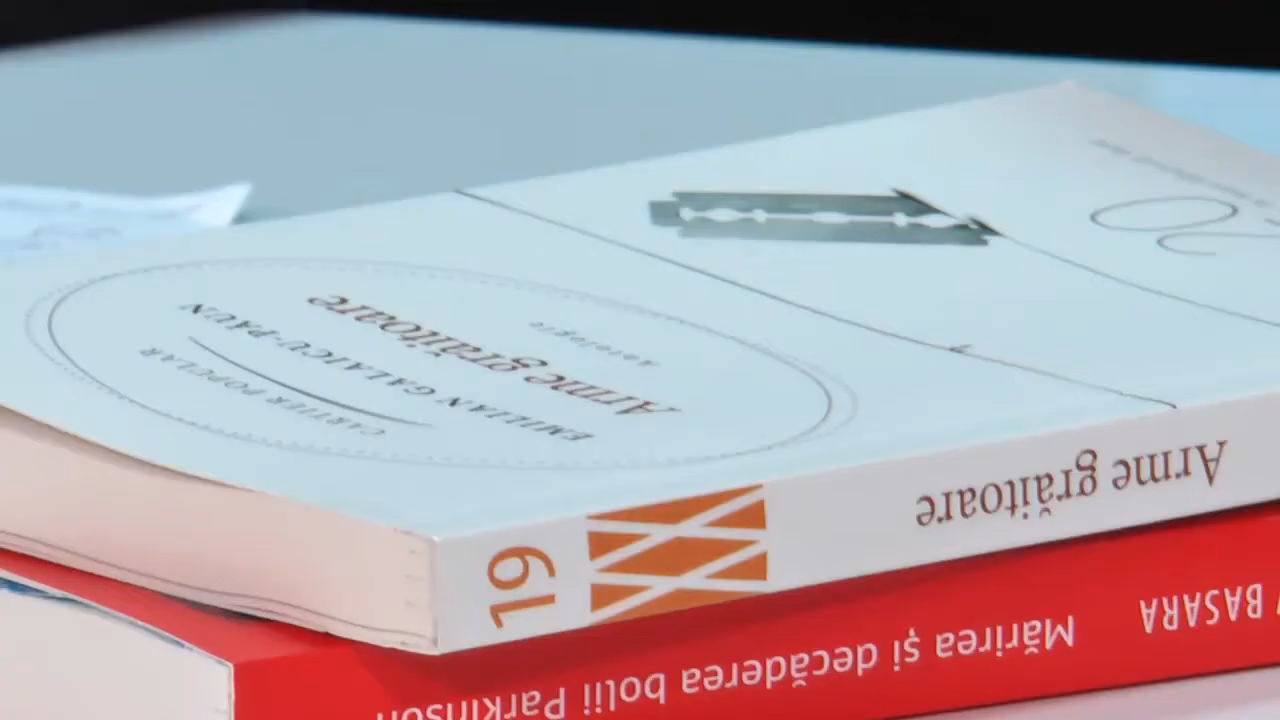 CARTIER POPULAR
EMILIAN GALAICU-PĂUN
Arme grăitoare
Antologie
20
Arme grăitoare
19
BASARA
Mărirea și decăderea bolii Parkinson